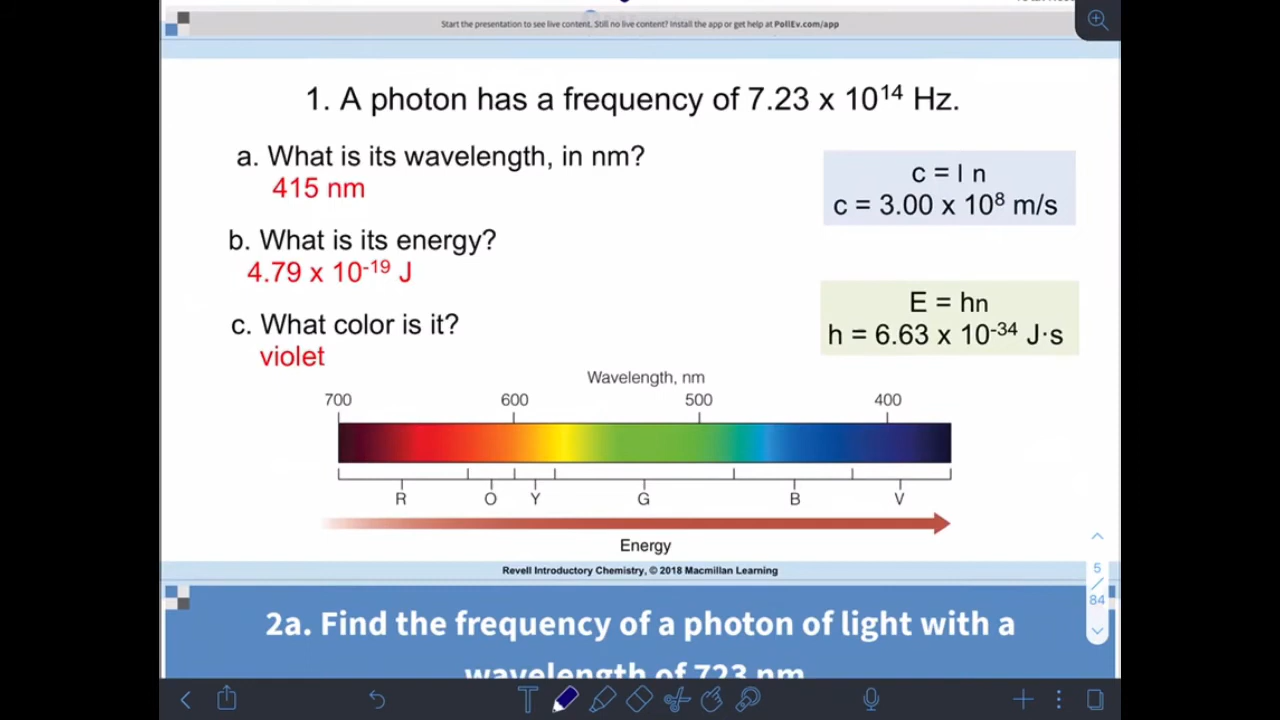 Start the presentation to see live content. Still no live content? Install the app or get help at PollEv.com/app
1. A photon has a frequency of 7.23 x 10¹⁴ Hz.
a. What is its wavelength, in nm?
415 nm
c = l n
c = 3.00 x 10⁸ m/s
b. What is its energy?
4.79 x 10⁻¹⁹ J
E = hn
h = 6.63 x 10⁻³⁴ J·s
c. What color is it?
violet
Wavelength, nm
700 600 500 400
R O Y G B V
Energy
Revell Introductory Chemistry, © 2018 Macmillan Learning
5
/
84
2a. Find the frequency of a photon of light with a
wavelength of 723 nm
T